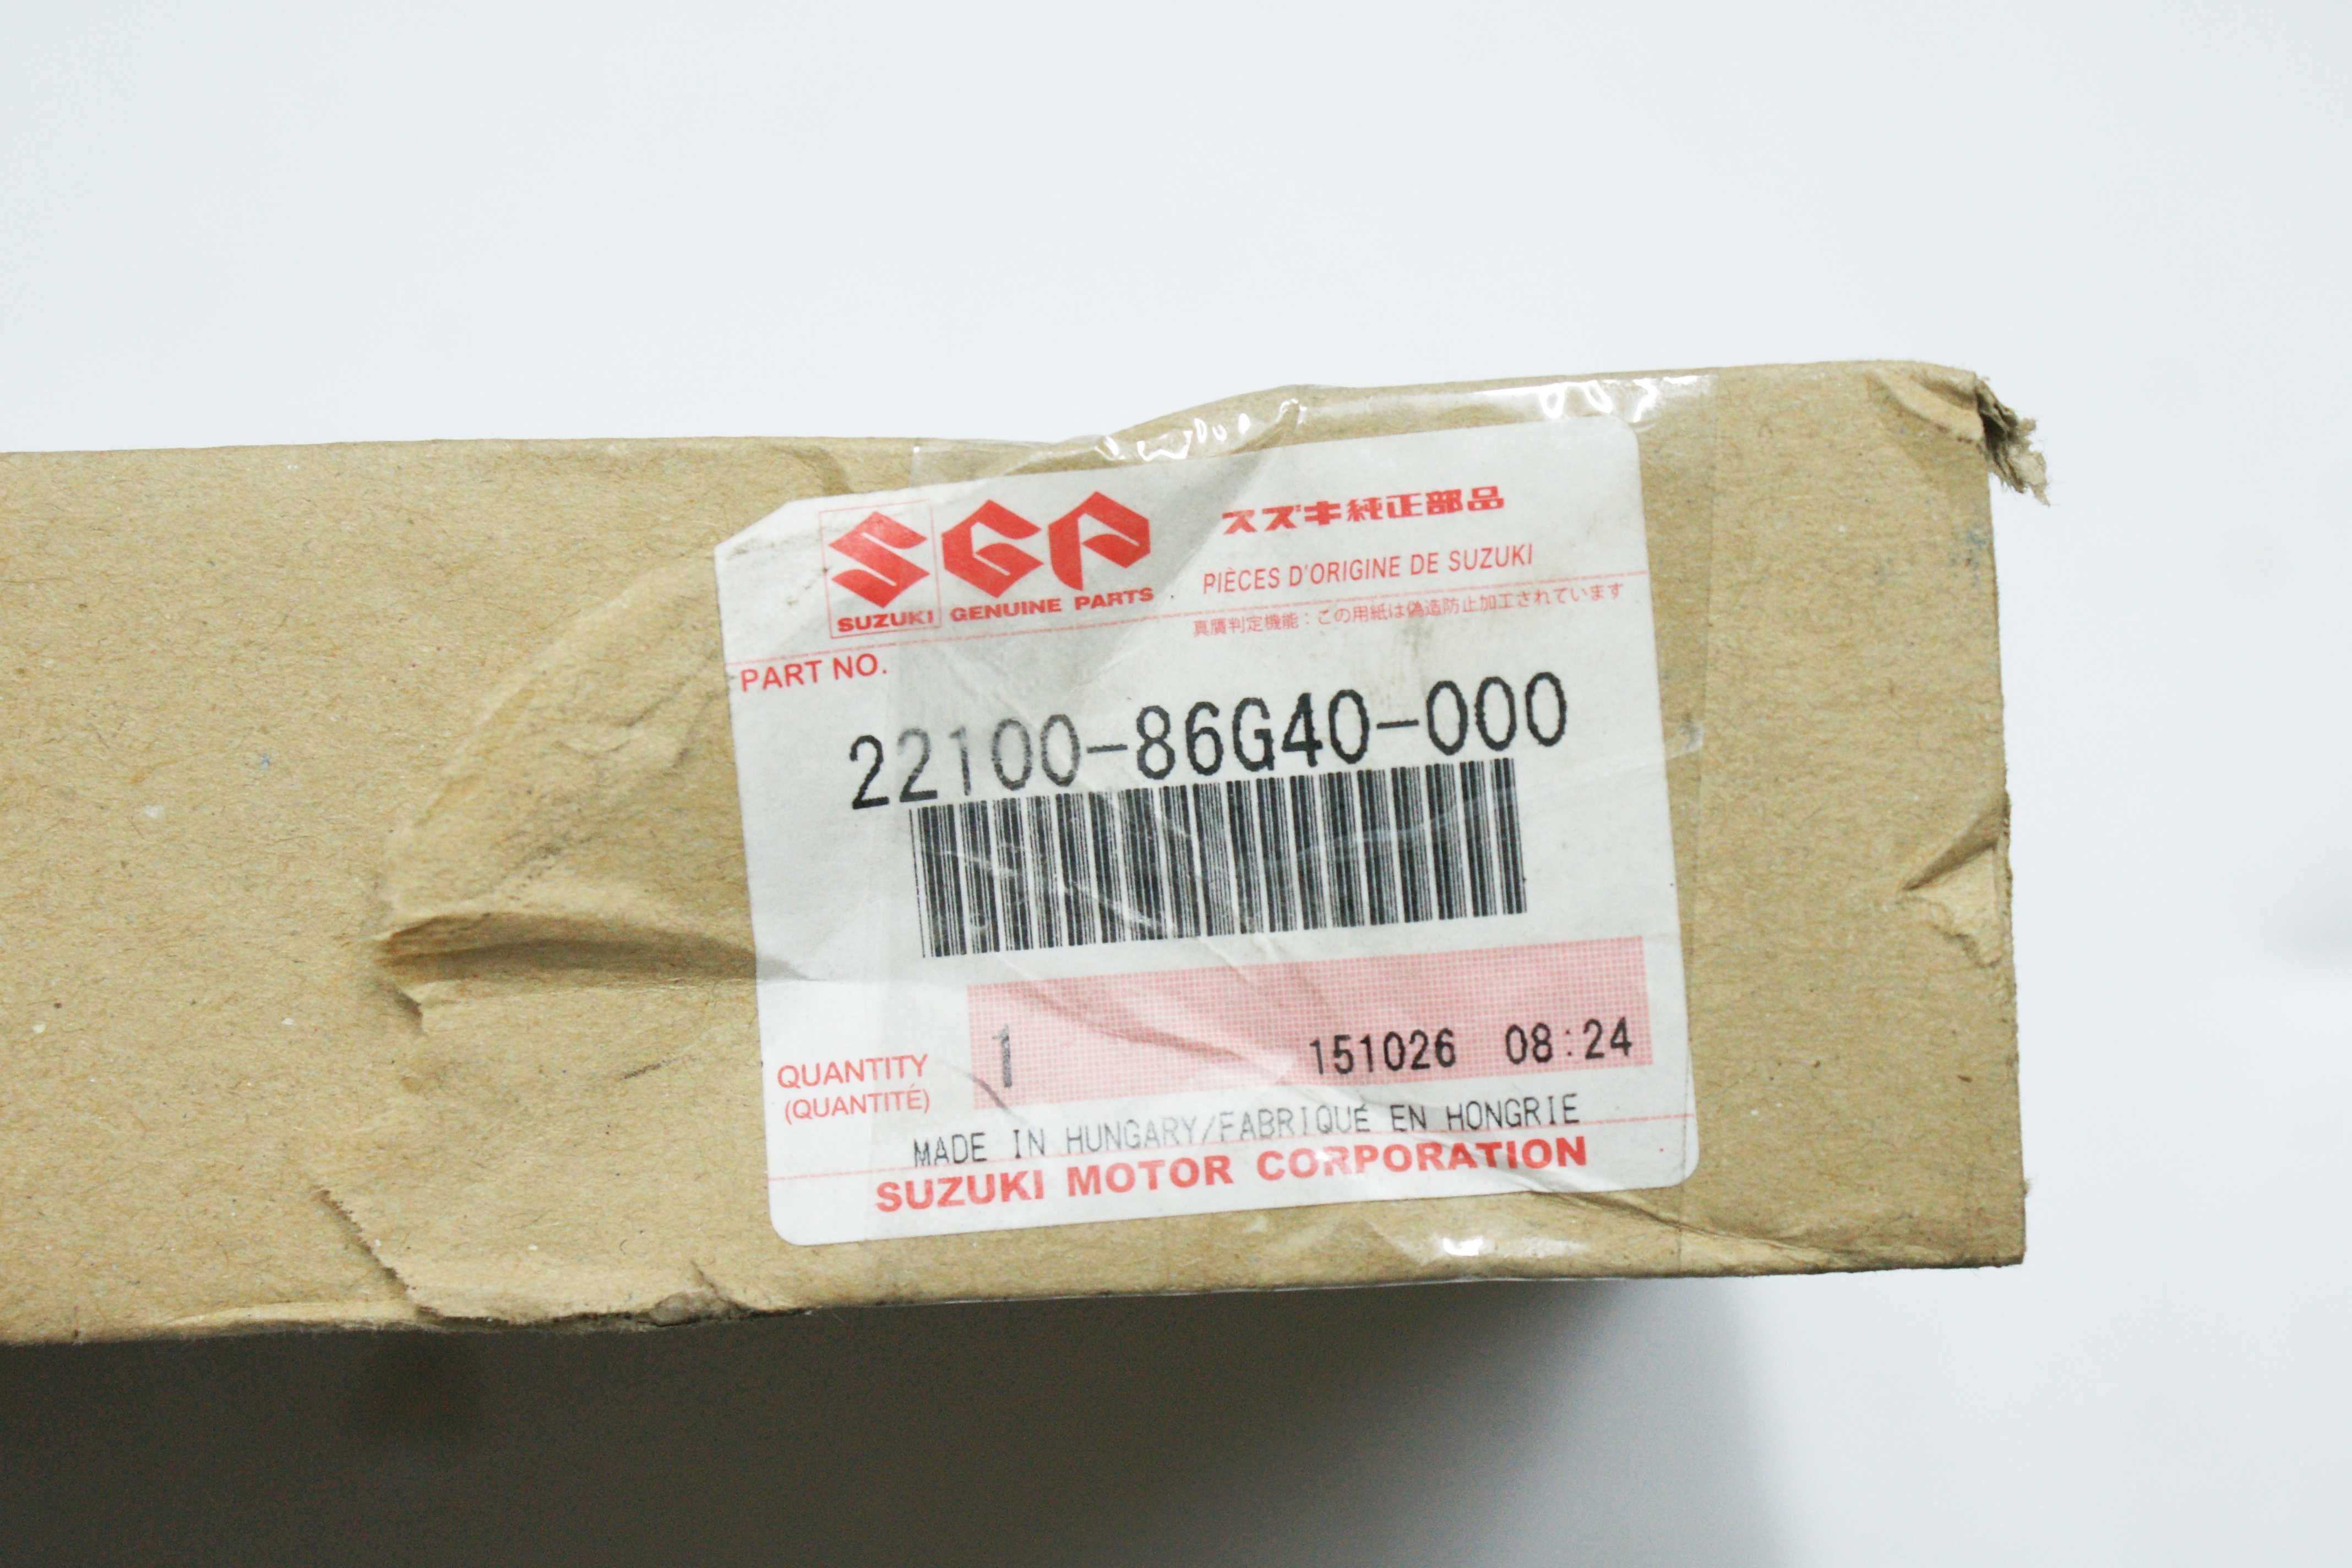 SGP
SUZUKI GENUINE PARTS
スズキ純正部品
PIÈCES D'ORIGINE DE SUZUKI
真贋判定機能：この用紙は偽造防止加工されています
PART NO.
22100-86G40-000
QUANTITY
(QUANTITÉ)
1 151026 08:24
MADE IN HUNGARY/FABRIQUÉ EN HONGRIE
SUZUKI MOTOR CORPORATION